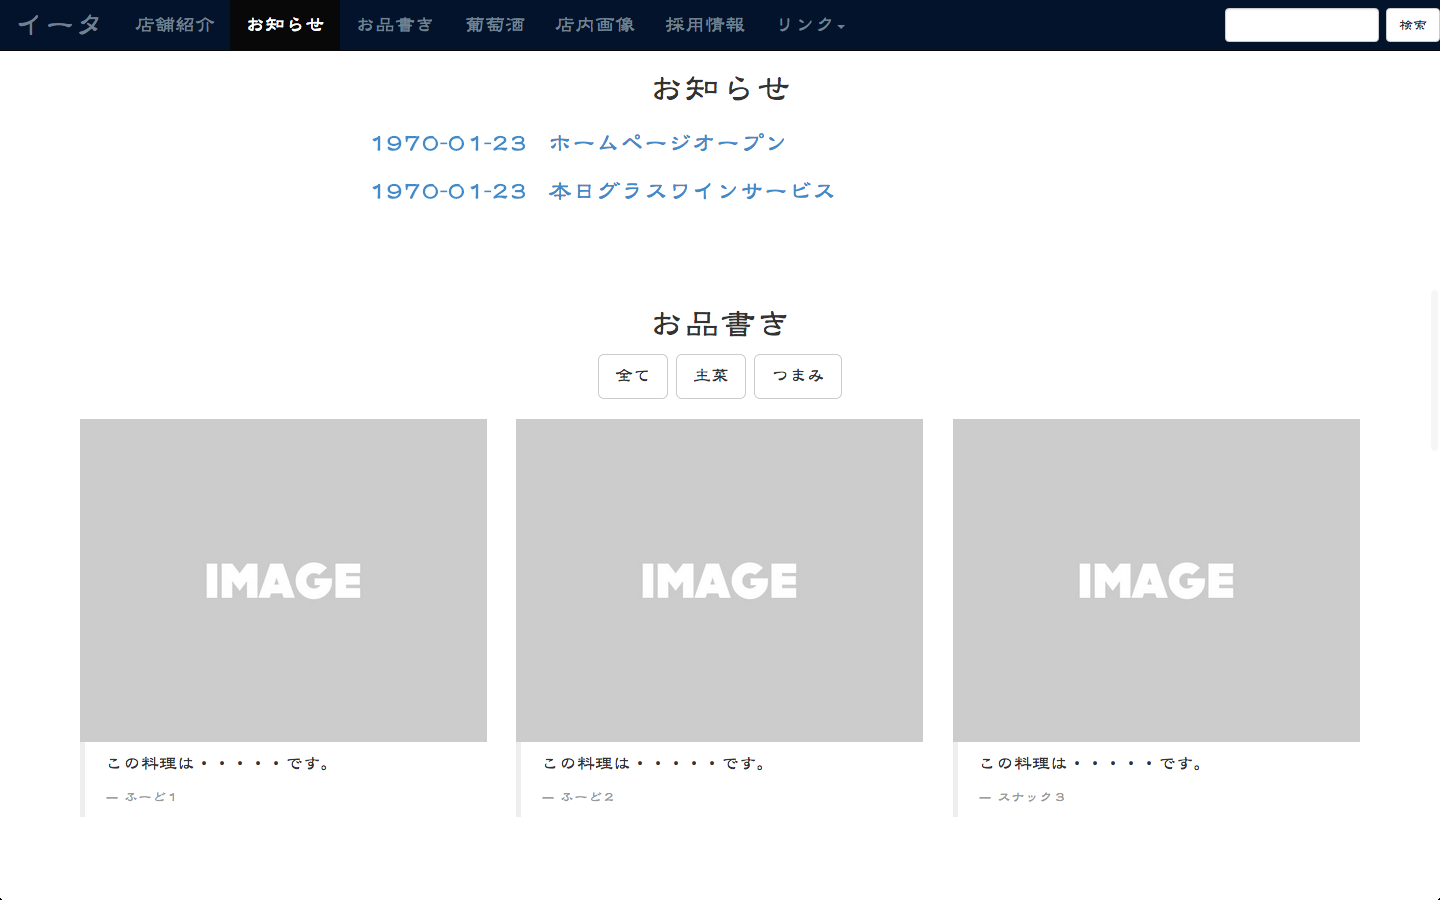 イータ 店舗紹介 お知らせ お品書き 葡萄酒 店内画像 採用情報 リンク 検索
お知らせ
1970-01-23 ホームページオープン
1970-01-23 本日グラスワインサービス
お品書き
全て 主菜 つまみ
IMAGE IMAGE IMAGE
この料理は・・・・・です。 この料理は・・・・・です。 この料理は・・・・・です。
— ふーど1 — ふーど2 — スナック3